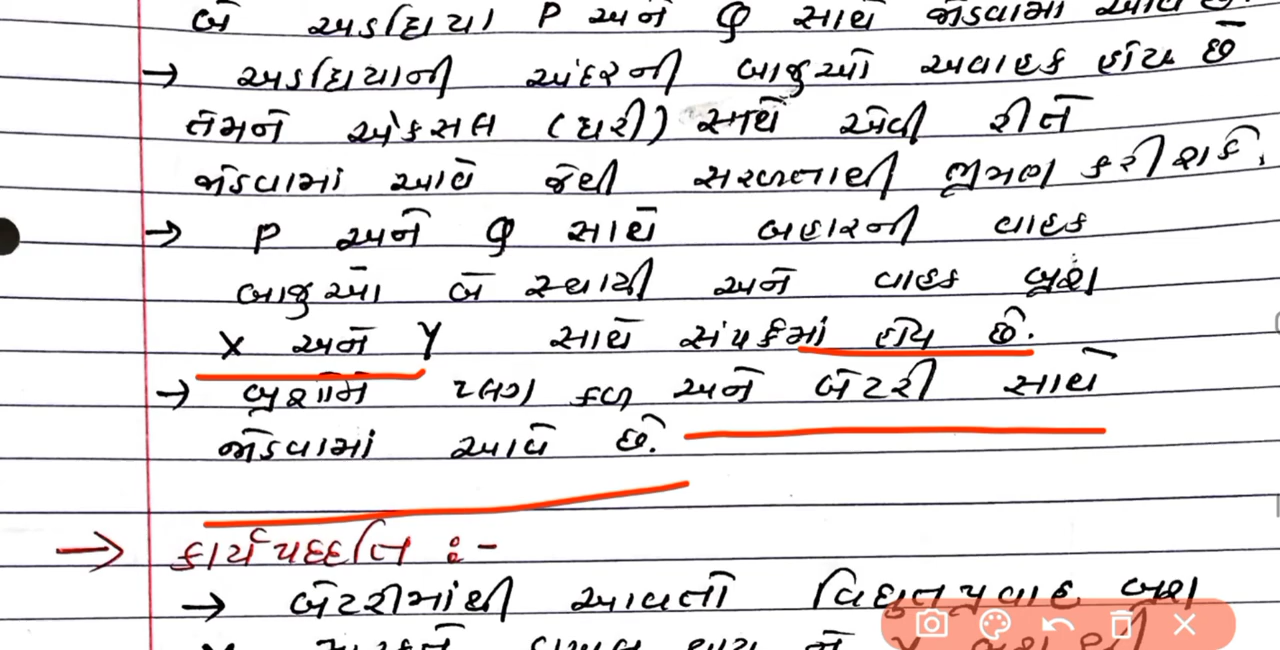 બે અડધિયા P અને Q સાથે જોડવામાં આવે છે.
→ અડધિયાની અંદરની બાજુઓ અવાહક હોય છે
તેમને એક્સલ (ધરી) સાથે એવી રીતે
જોડવામાં આવે જેથી સરળતાથી ભ્રમણ કરી શકે.
→ P અને Q સાથે બહારની વાહક
બાજુઓ બે સ્થાયી અને વાહક બ્રશ
X અને Y સાથે સંપર્કમાં હોય છે.
→ બ્રશોને કળ અને બેટરી સાથે
જોડવામાં આવે છે.
→ કાર્યપદ્દતિ :-
→ બેટરીમાંથી આવતો વિદ્યુતપ્રવાહ બ્રશ